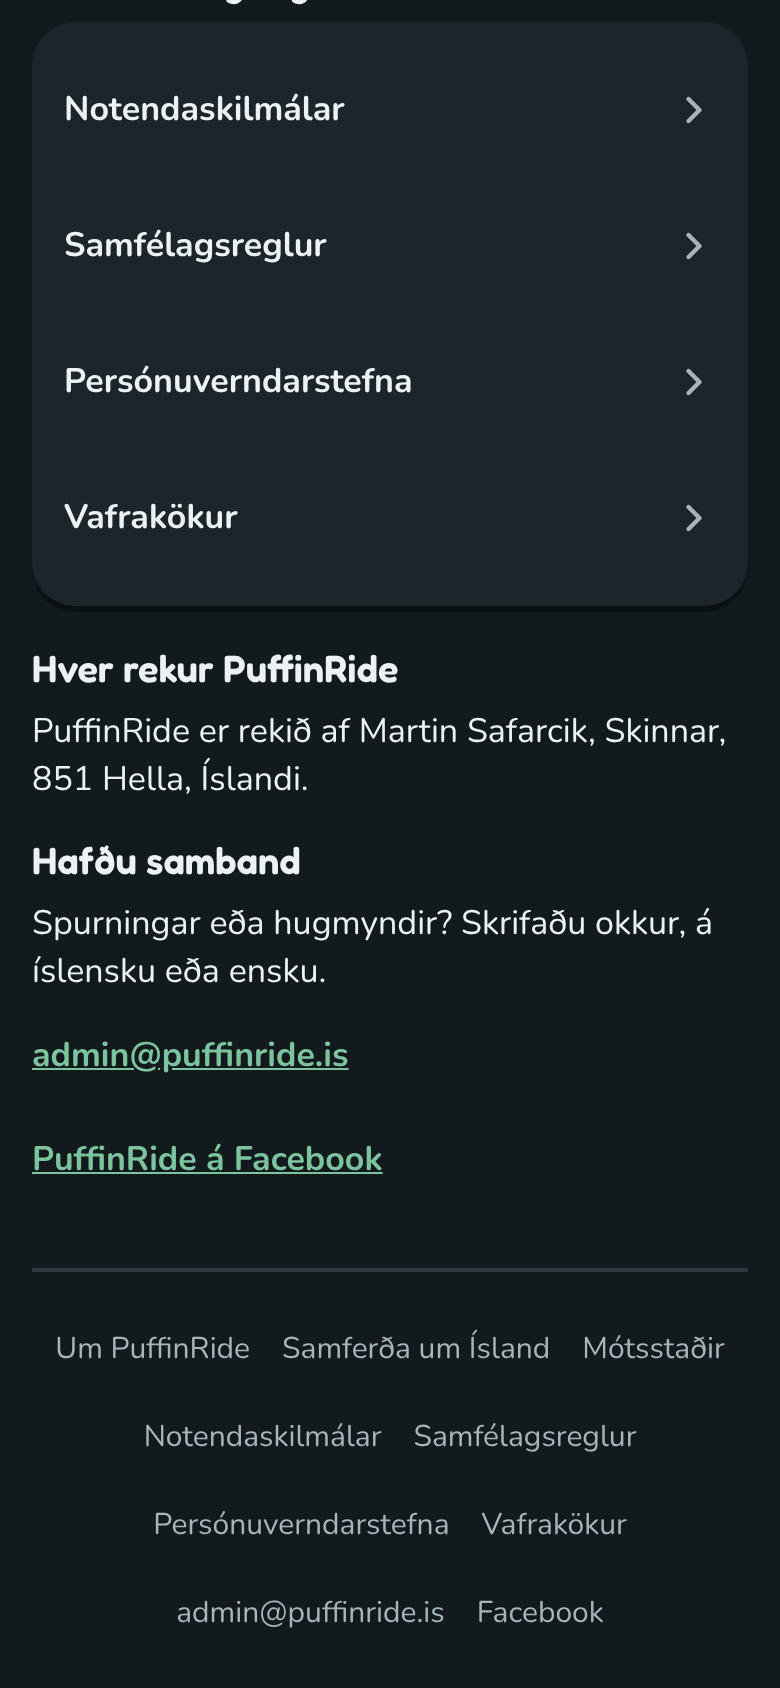 Notendaskilmálar
Samfélagsreglur
Persónuverndarstefna
Vafrakökur
Hver rekur PuffinRide
PuffinRide er rekið af Martin Safarcik, Skinnar,
851 Hella, Íslandi.
Hafðu samband
Spurningar eða hugmyndir? Skrifaðu okkur, á
íslensku eða ensku.
admin@puffinride.is
PuffinRide á Facebook
Um PuffinRide Samferða um Ísland Mótsstaðir
Notendaskilmálar Samfélagsreglur
Persónuverndarstefna Vafrakökur
admin@puffinride.is Facebook